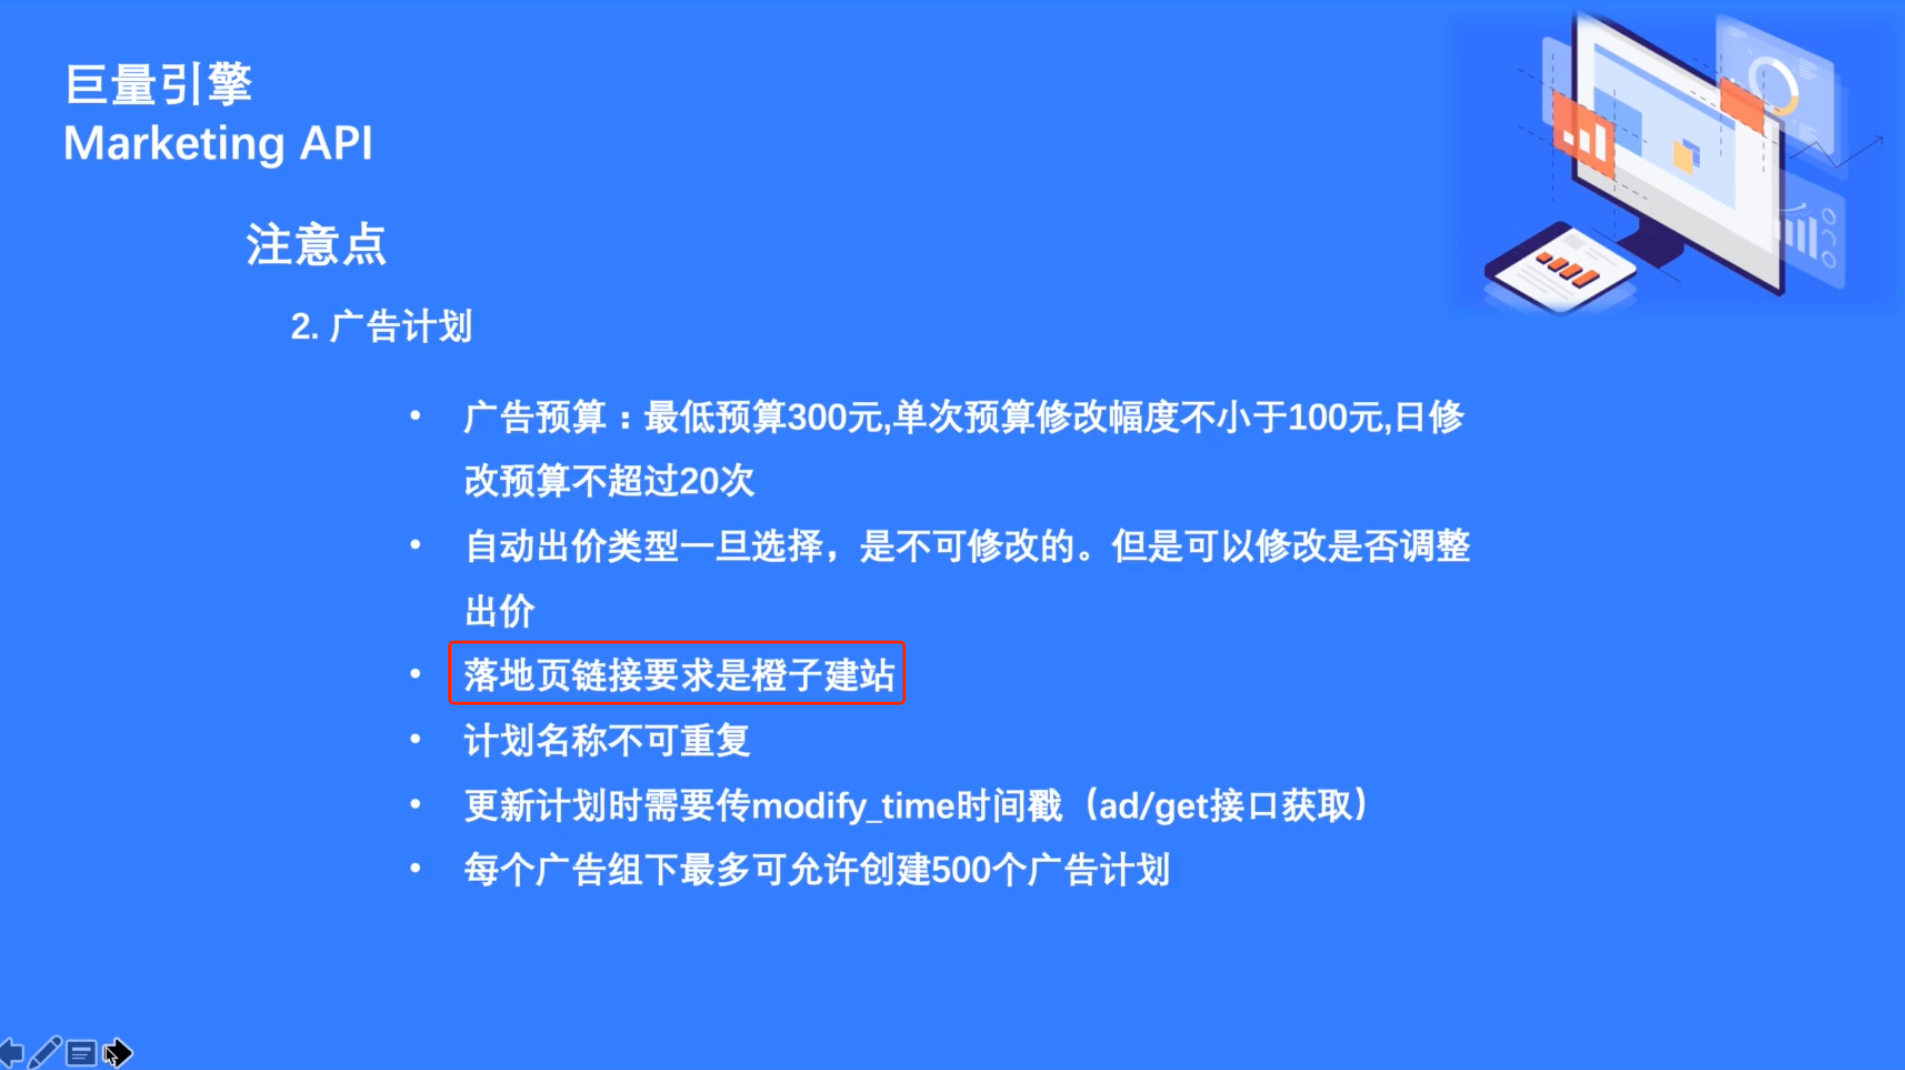 巨量引擎
Marketing API
注意点
2. 广告计划
• 广告预算：最低预算300元,单次预算修改幅度不小于100元,日修
改预算不超过20次
• 自动出价类型一旦选择，是不可修改的。但是可以修改是否调整
出价
• 落地页链接要求是橙子建站
• 计划名称不可重复
• 更新计划时需要传modify_time时间戳（ad/get接口获取）
• 每个广告组下最多可允许创建500个广告计划